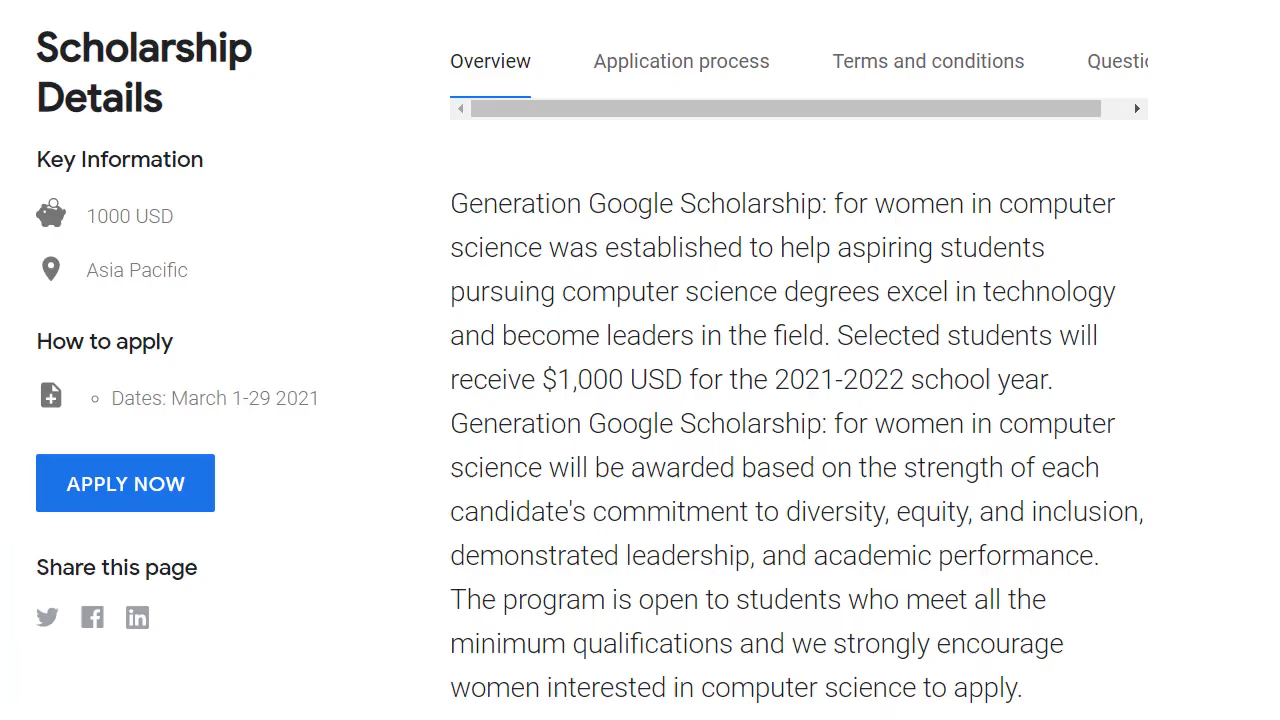 Scholarship
Details
Key Information
1000 USD
Asia Pacific
How to apply
Dates: March 1-29 2021
APPLY NOW
Share this page
Overview
Application process
Terms and conditions
Generation Google Scholarship: for women in computer
science was established to help aspiring students
pursuing computer science degrees excel in technology
and become leaders in the field. Selected students will
receive $1,000 USD for the 2021-2022 school year.
Generation Google Scholarship: for women in computer
science will be awarded based on the strength of each
candidate's commitment to diversity, equity, and inclusion,
demonstrated leadership, and academic performance.
The program is open to students who meet all the
minimum qualifications and we strongly encourage
women interested in computer science to apply.